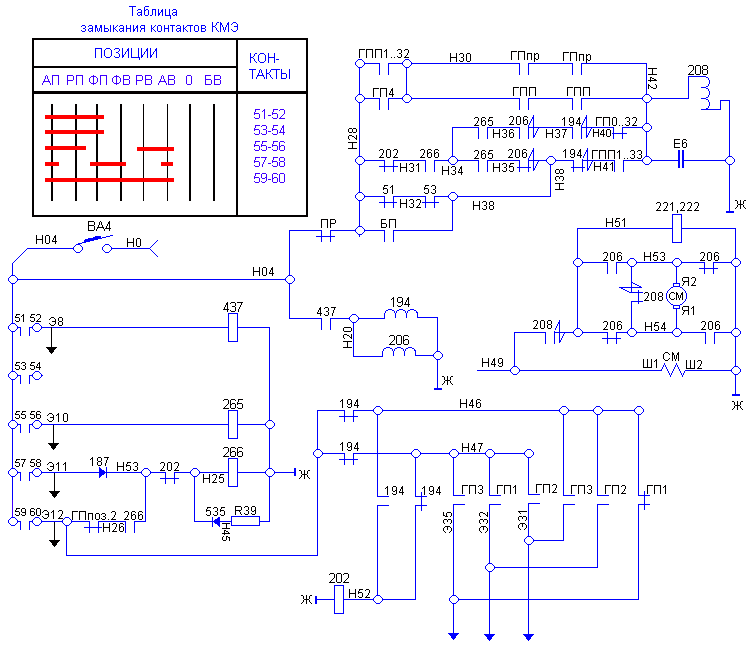 Таблица
замыкания контактов КМЭ
ПОЗИЦИИ
КОН-
ТАКТЫ
АП РП ФП ФВ РВ АВ 0 БВ
51-52
53-54
55-56
57-58
59-60
ГПП1..32
Н30
ГПпр
ГПпр
Н42
208
ГП4
ГПП
ГПП
Н28
265
Н36
206
Н37
194
ГП0..32
Н40
202
Н31
266
Н34
265
Н35
206
Н38
194
ГПП1..33
Н41
Е6
51
Н32
53
Н38
ПР
БП
Ж
ВА4
Н04
Н0
Н04
Н51
221,222
206
Н53
206
208
Я2
СМ
Я1
208
206
Н54
206
Н49
СМ
Ш1
Ш2
Ж
437
194
Н20
206
Ж
51 52
Э8
437
53 54
55 56
Э10
265
57 58
Э11
187
Н53
202
Н25
266
Ж
59 60
Э12
ГПпоз.2
Н26
266
535
Н45
R39
194
Н46
194
Н47
194
194
ГП3
ГП1
ГП2
ГП3
ГП2
ГП1
Э35
Э32
Э31
202
Ж
Н52